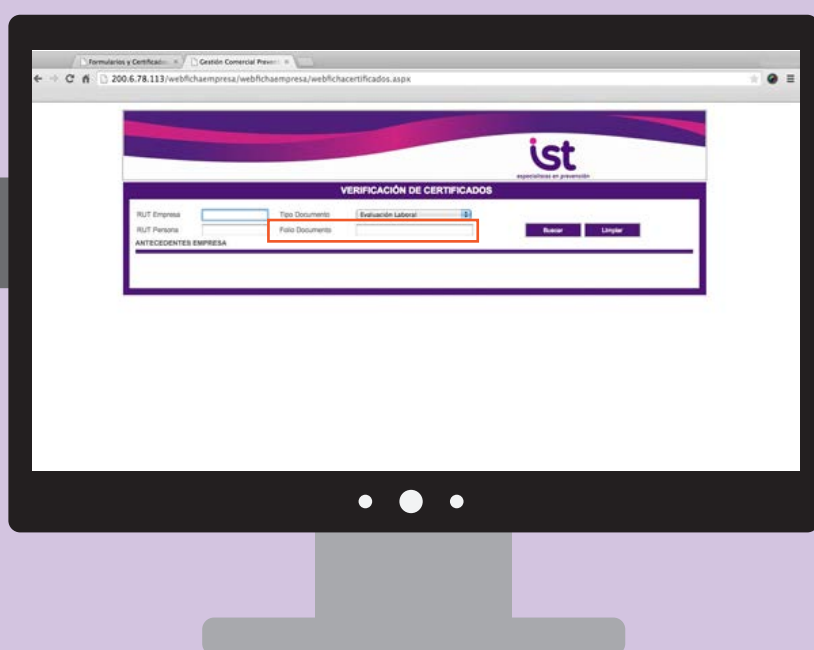 Formularios y Certificado
Gestión Comercial Preven
200.6.78.113/webfichaempresa/webfichaempresa/webfichacertificados.aspx
ist
especialistas en prevención
VERIFICACIÓN DE CERTIFICADOS
RUT Empresa Tipo Documento Evaluación Laboral
RUT Persona Folio Documento Buscar Limpiar
ANTECEDENTES EMPRESA